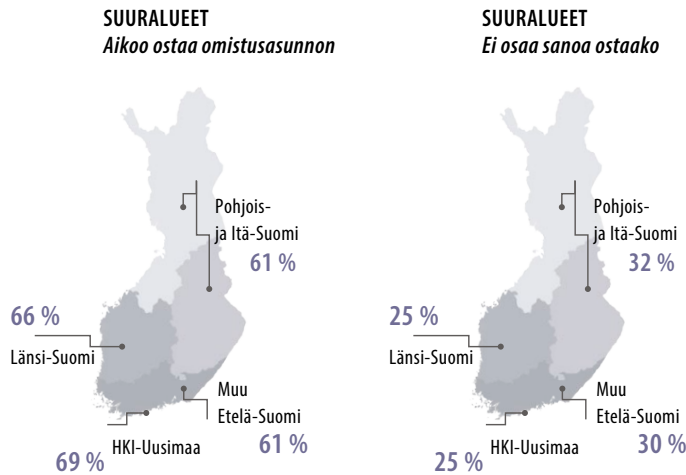 SUURALUEET
Aikoo ostaa omistusasunnon
Pohjois-
ja Itä-Suomi
61 %
66 %
Länsi-Suomi
Muu
Etelä-Suomi
61 %
HKI-Uusimaa
69 %
SUURALUEET
Ei osaa sanoa ostaako
Pohjois-
ja Itä-Suomi
32 %
25 %
Länsi-Suomi
Muu
Etelä-Suomi
30 %
HKI-Uusimaa
25 %